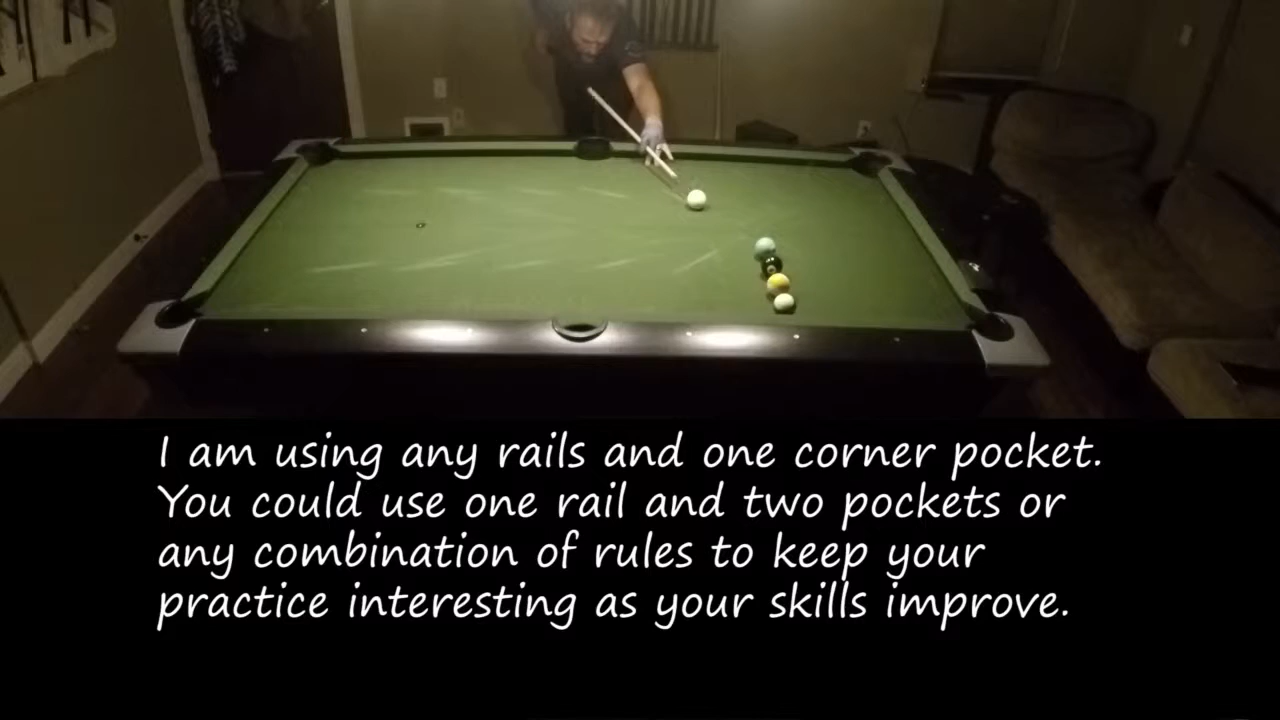 I am using any rails and one corner pocket.
You could use one rail and two pockets or
any combination of rules to keep your
practice interesting as your skills improve.